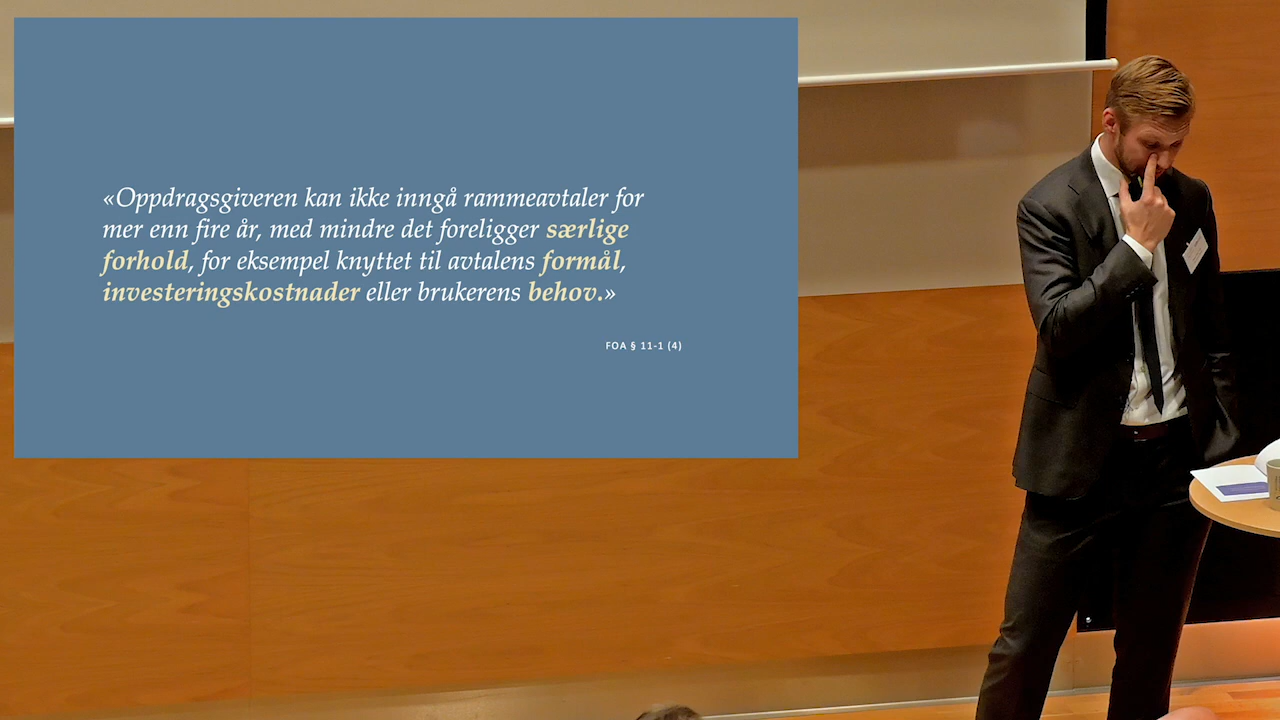 «Oppdragsgiveren kan ikke inngå rammeavtaler for
mer enn fire år, med mindre det foreligger særlige
forhold, for eksempel knyttet til avtalens formål,
investeringskostnader eller brukerens behov.»
FOA § 11-1 (4)